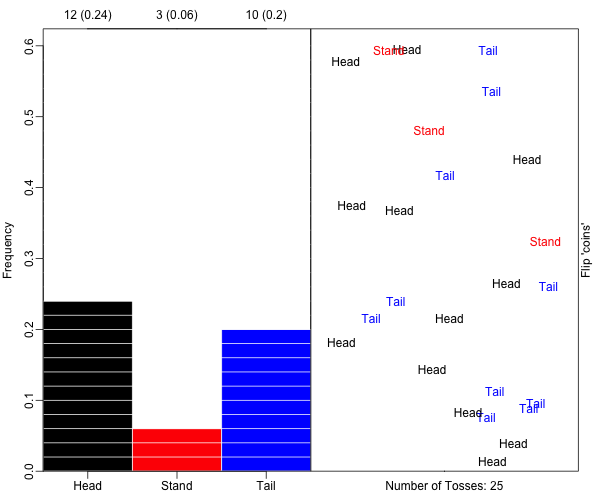 12 (0.24) 3 (0.06) 10 (0.2)
Frequency
0.6
0.5
0.4
0.3
0.2
0.1
0.0
Head Stand Tail
Stand Head Tail
Head
Tail
Stand
Head
Tail
Head
Head
Stand
Head Tail
Tail
Tail Head
Head
Head
Tail
Tail
Tail
Head Tail
Head
Head
Number of Tosses: 25
Flip 'coins'